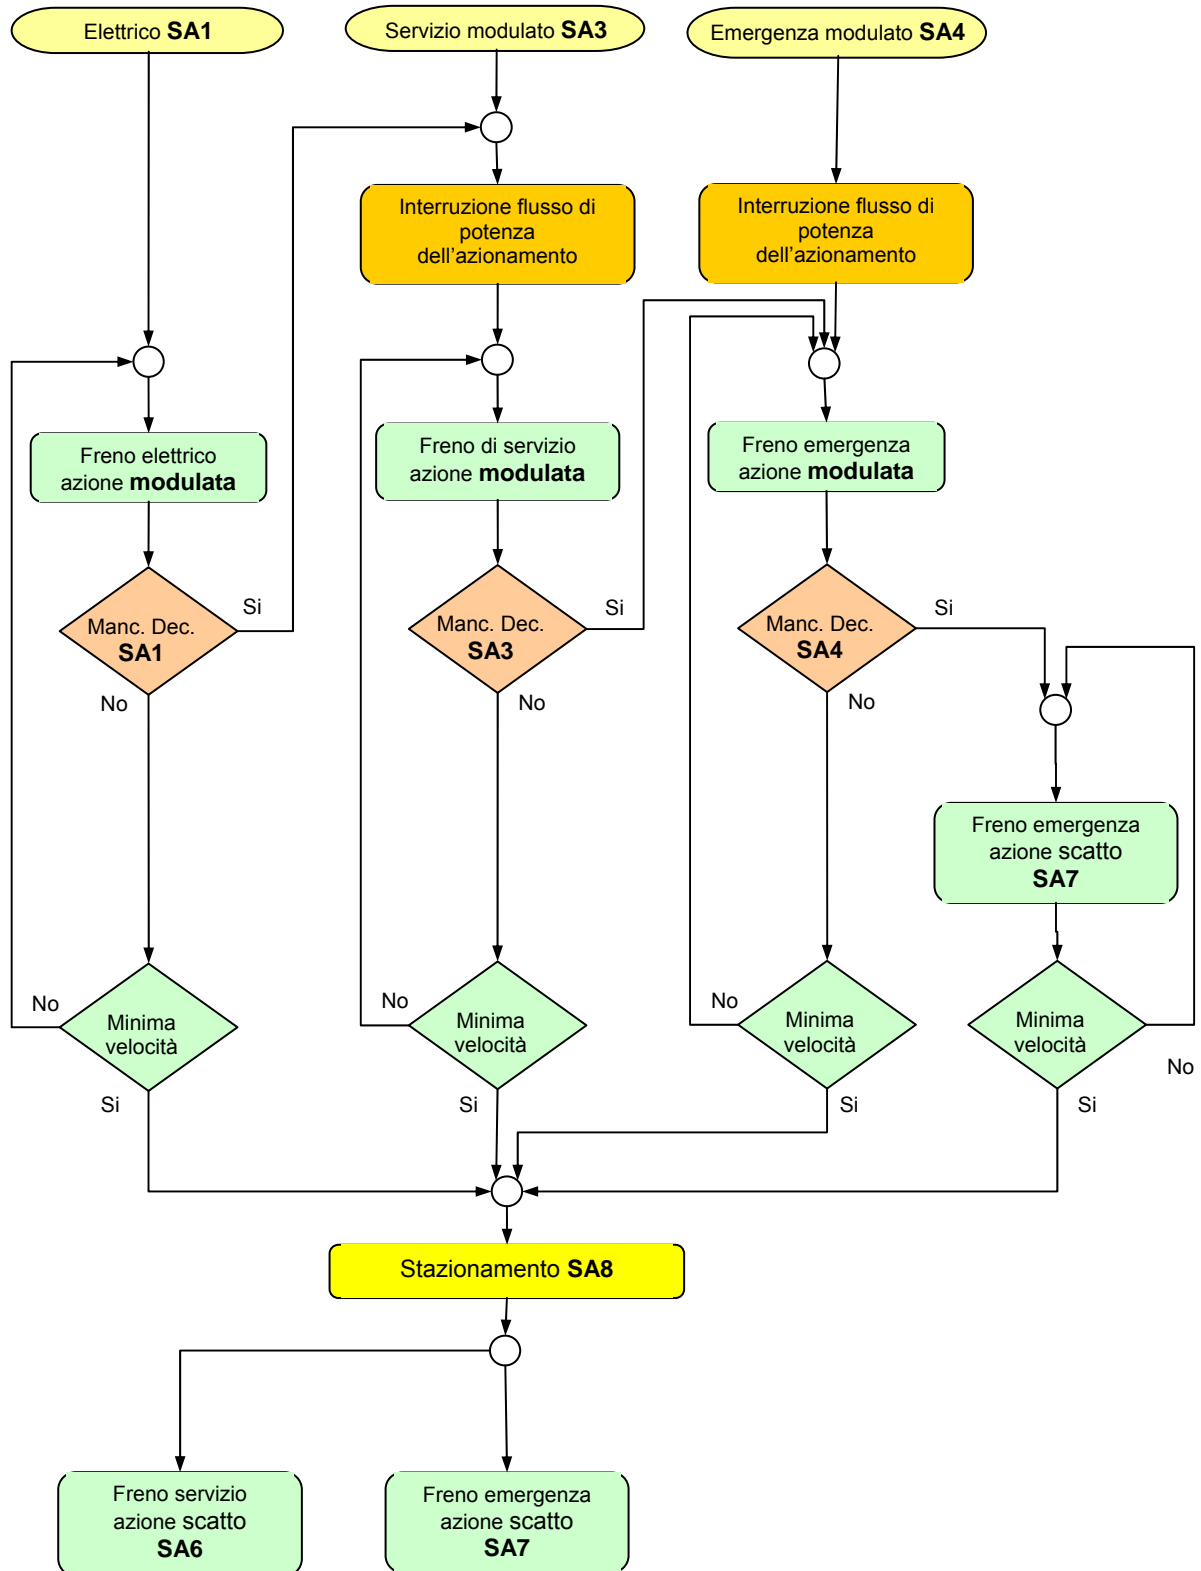 Elettrico SA1
Servizio modulato SA3
Emergenza modulato SA4
Interruzione flusso di
potenza
dell'azionamento
Interruzione flusso di
potenza
dell'azionamento
Freno elettrico
azione modulata
Freno di servizio
azione modulata
Freno emergenza
azione modulata
Manc. Dec.
SA1
Si
No
Manc. Dec.
SA3
Si
No
Manc. Dec.
SA4
Si
No
Freno emergenza
azione scatto
SA7
No
Minima
velocità
Si
No
Minima
velocità
Si
No
Minima
velocità
Si
Minima
velocità
No
Si
Stazionamento SA8
Freno servizio
azione scatto
SA6
Freno emergenza
azione scatto
SA7